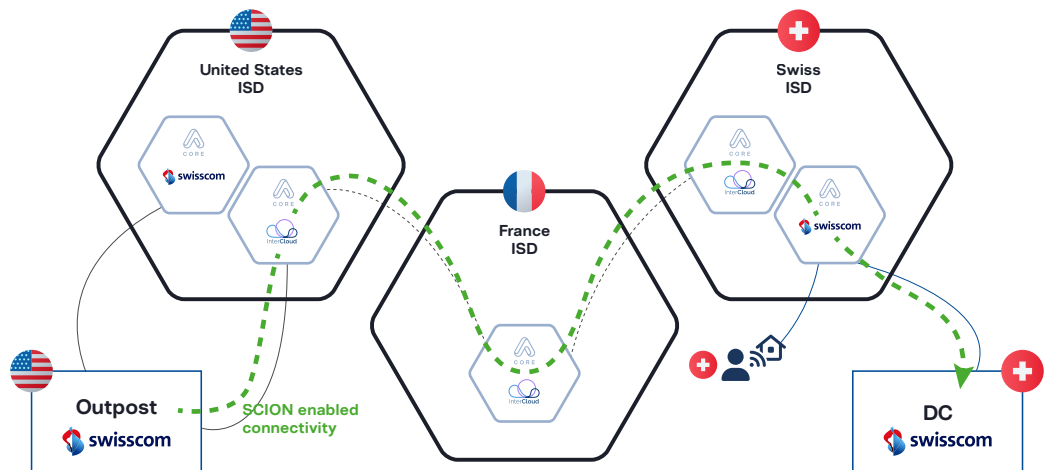 United States
ISD
CORE
swisscom
CORE
InterCloud
France
ISD
CORE
InterCloud
Swiss
ISD
CORE
InterCloud
CORE
swisscom
Outpost
swisscom
SCION enabled
connectivity
DC
swisscom